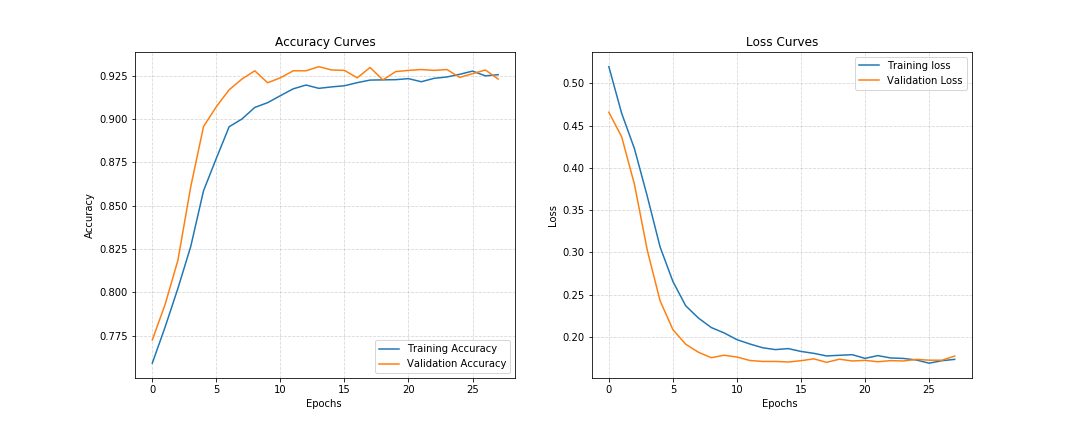 Accuracy Curves
0.925
0.900
0.875
0.850
0.825
0.800
0.775
Accuracy
0 5 10 15 20 25
Epochs
Training Accuracy
Validation Accuracy
Loss Curves
0.50
0.45
0.40
0.35
0.30
0.25
0.20
Loss
0 5 10 15 20 25
Epochs
Training loss
Validation Loss